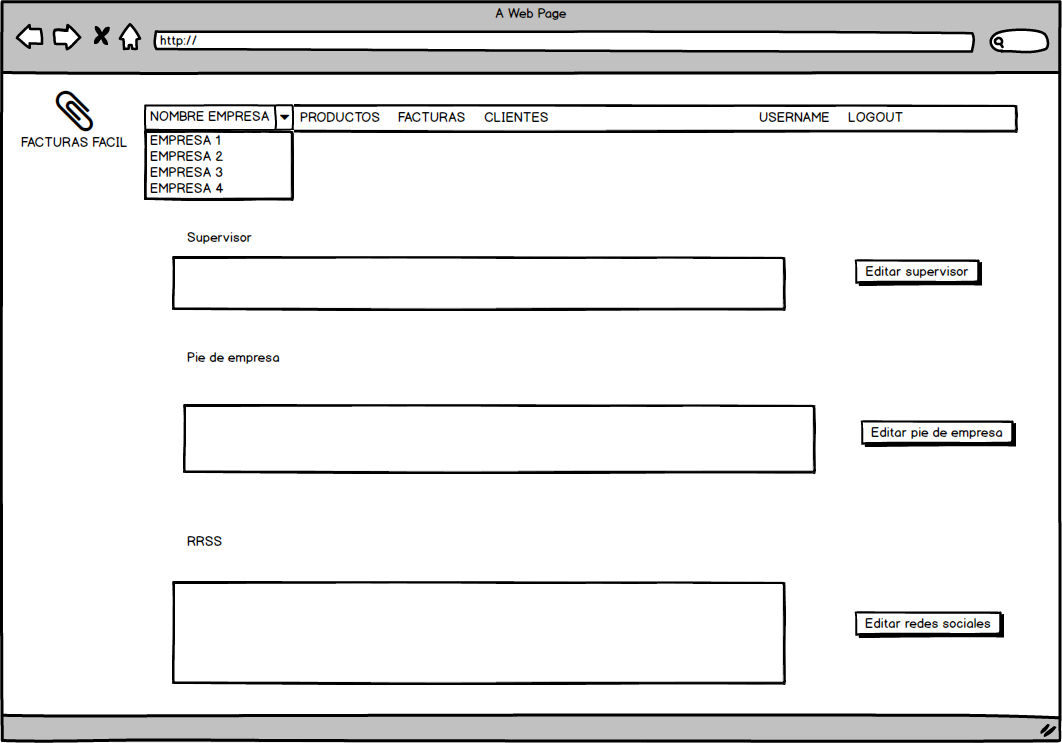 A Web Page
http://
NOMBRE EMPRESA PRODUCTOS FACTURAS CLIENTES USERNAME LOGOUT
FACTURAS FACIL
EMPRESA 1
EMPRESA 2
EMPRESA 3
EMPRESA 4
Supervisor
Editar supervisor
Pie de empresa
Editar pie de empresa
RRSS
Editar redes sociales